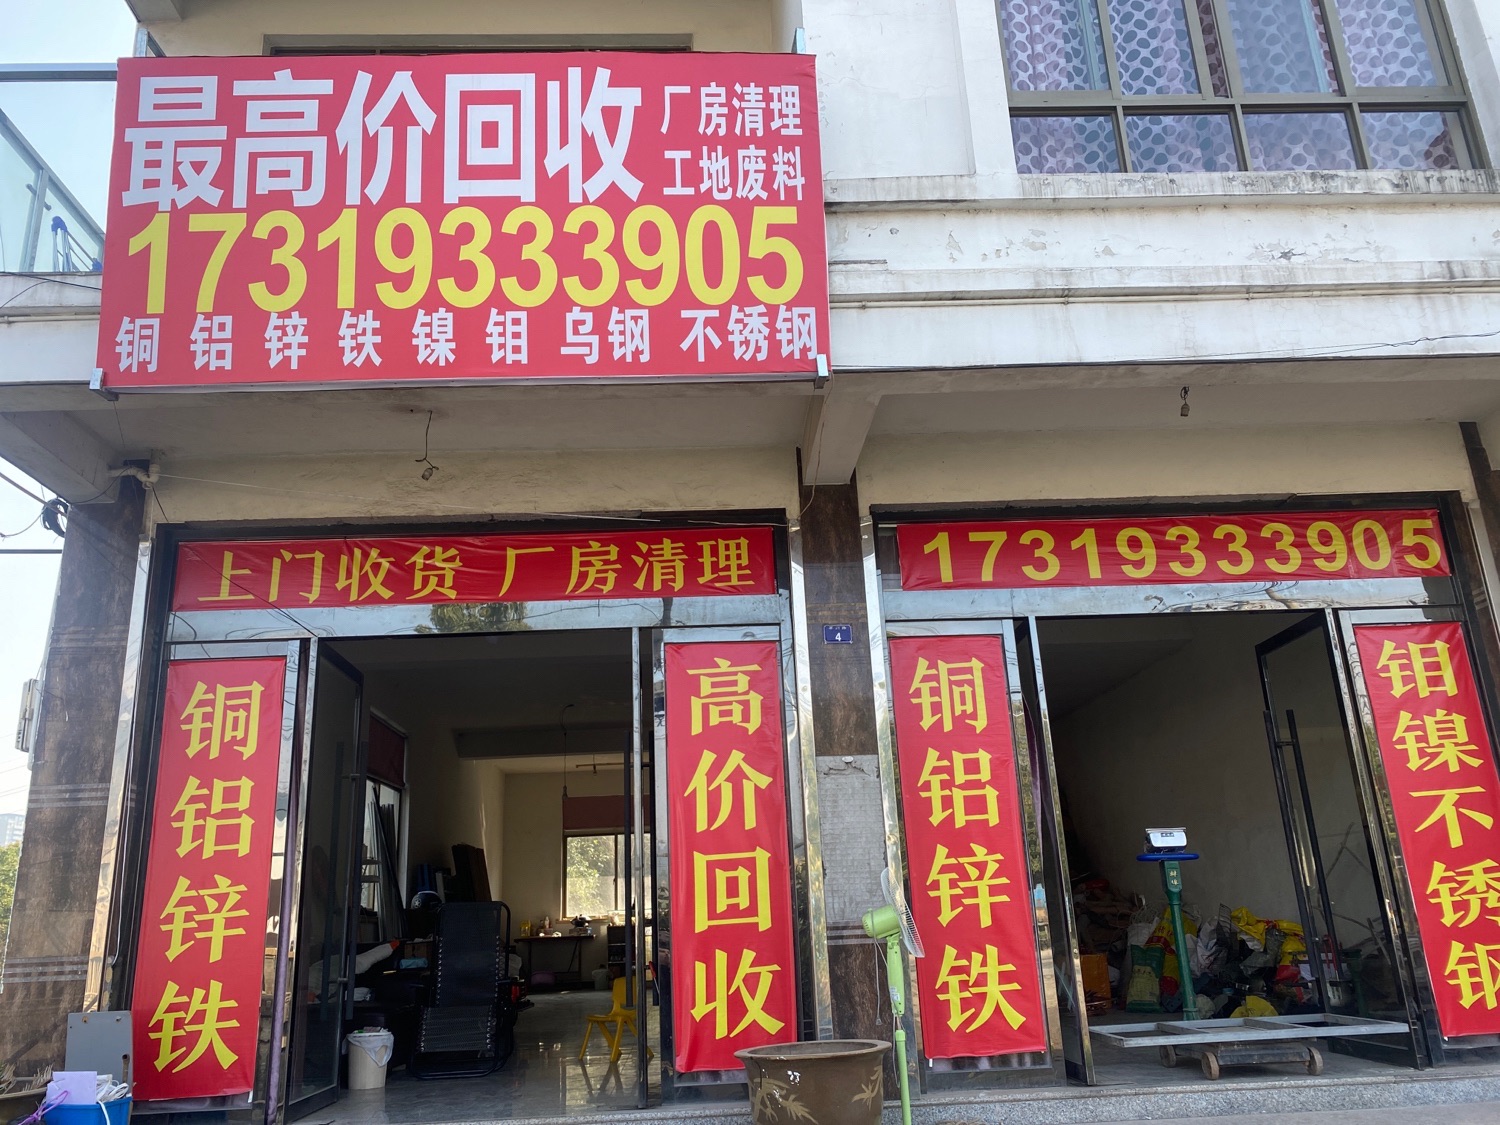 最高价回收
厂房清理
工地废料
17319333905
铜 铝 锌 铁 镍 钼 乌钢 不锈钢
上门收货 厂房清理
17319333905
铜铝锌铁
高价回收
4
铜铝锌铁
钼镍不锈钢